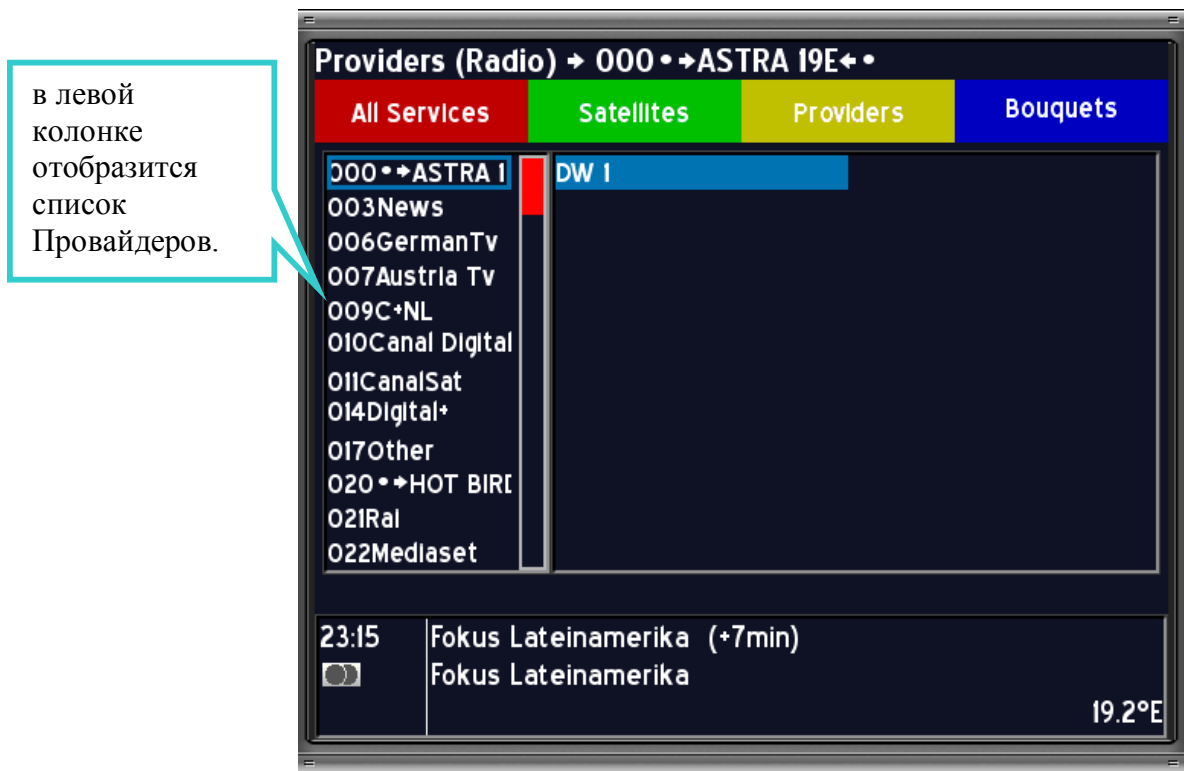 в левой
колонке
отобразится
список
Провайдеров.
Providers (Radio) → 000•→ASTRA 19E←•
All Services Satellites Providers Bouquets
000•→ASTRA 1 DW 1
003News
006GermanTv
007Austria Tv
009C+NL
010Canal Digital
011CanalSat
014Digital+
017Other
020•→HOT BIRD
021Rai
022Mediaset
23:15 Fokus Lateinamerika (+7min)
Fokus Lateinamerika
19.2°E